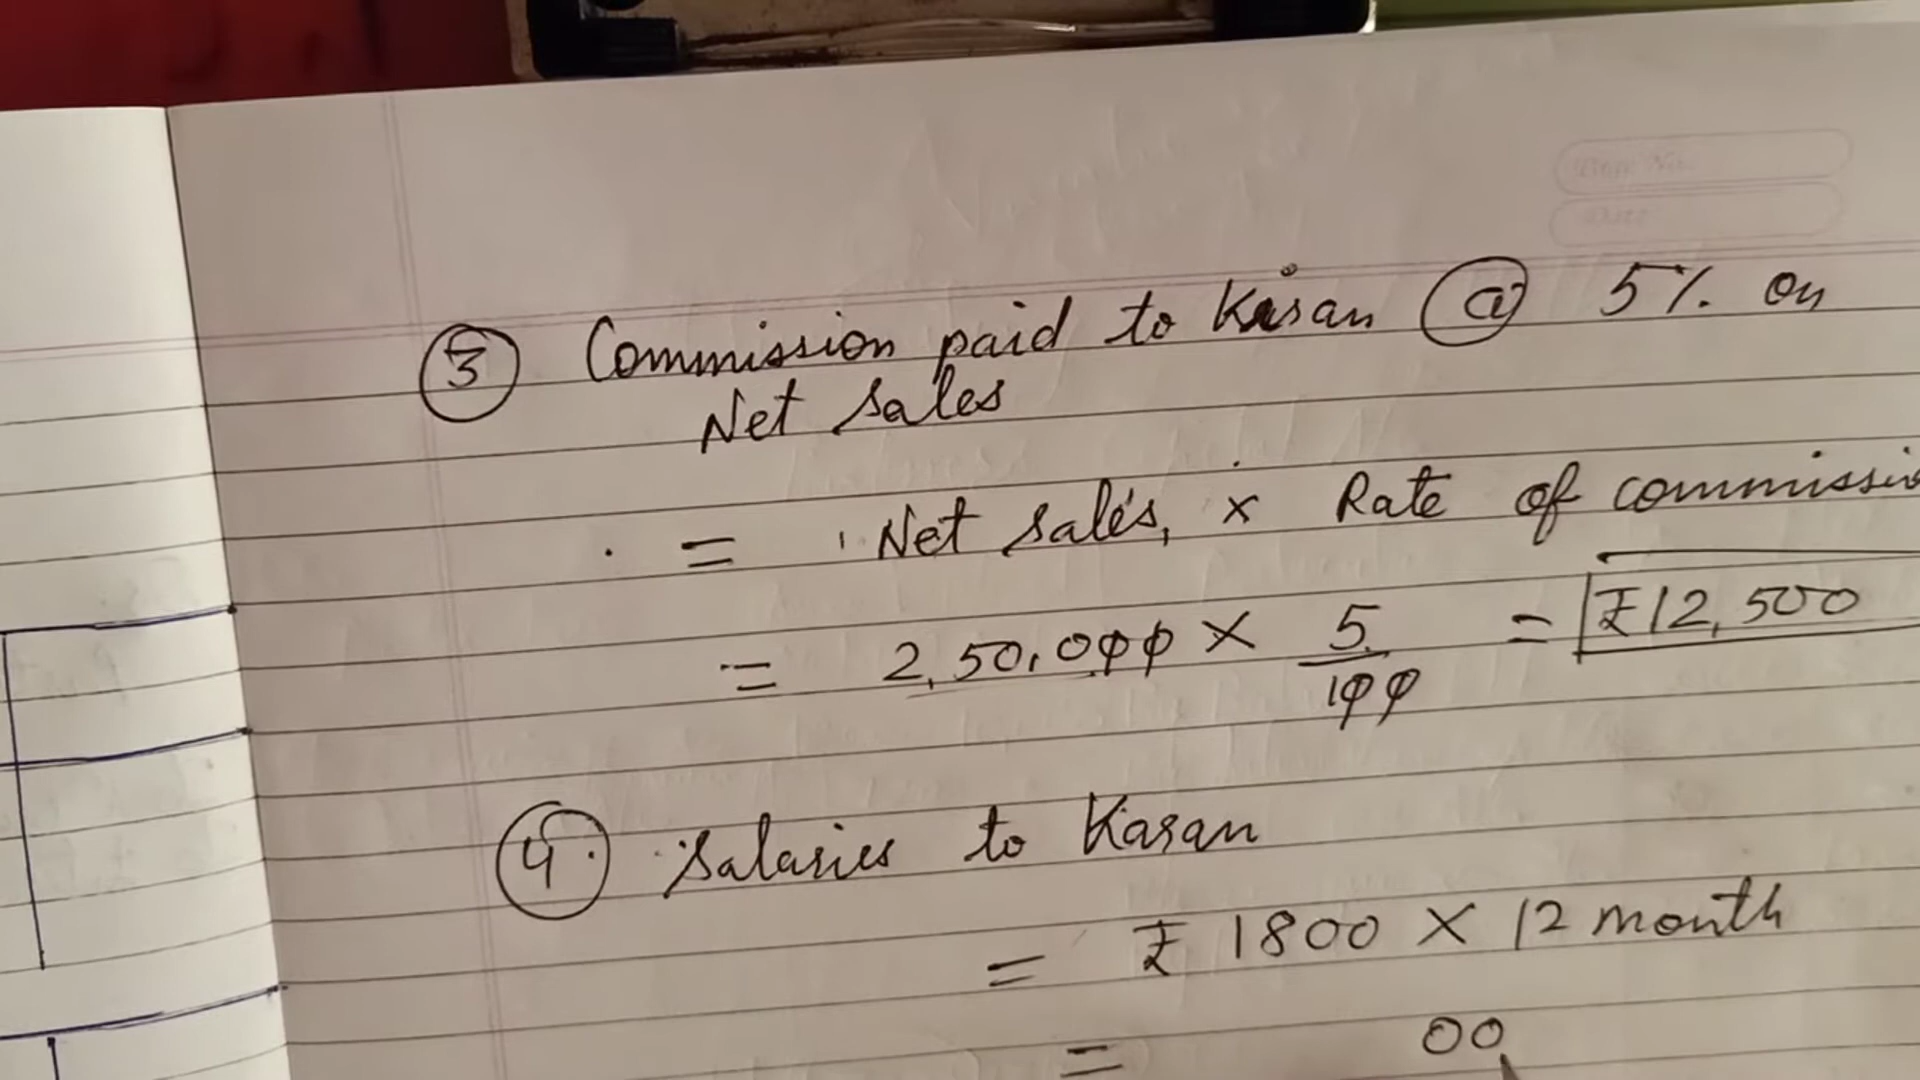 3 Commission paid to Karan @ 5% on
Net sales
= Net sales × Rate of commissio
= 2,50,000 × 5/100 = ₹12,500
4. Salaries to Karan
= ₹ 1800 × 12 month
= 00